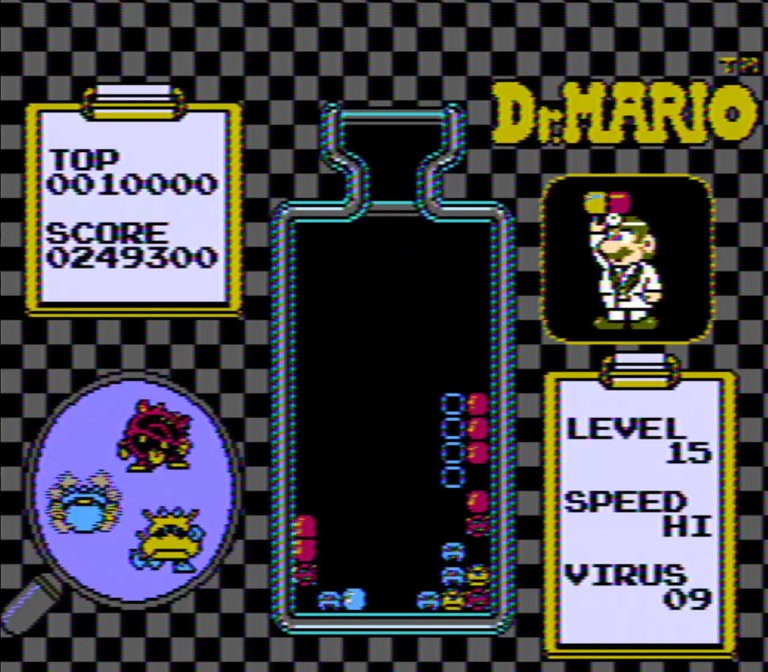 TM
Dr. MARIO
TOP
0010000
SCORE
0249300
LEVEL
15
SPEED
HI
VIRUS
09